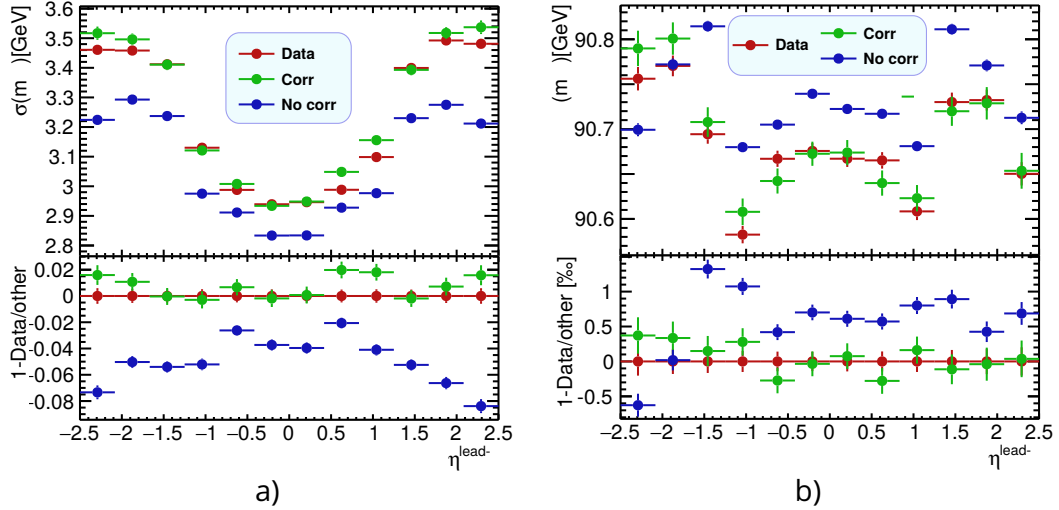 σ(m )[GeV]
3.6
3.5
3.4
3.3
3.2
3.1
3
2.9
2.8
Data
Corr
No corr
1-Data/other
0.02
0
−0.02
−0.04
−0.06
−0.08
−2.5 −2 −1.5 −1 −0.5 0 0.5 1 1.5 2 2.5
η^lead-
a)
(m )[GeV]
90.8
90.7
90.6
Data
Corr
No corr
1-Data/other [‰]
1
0.5
0
-0.5
−2.5 −2 −1.5 −1 −0.5 0 0.5 1 1.5 2 2.5
η^lead-
b)